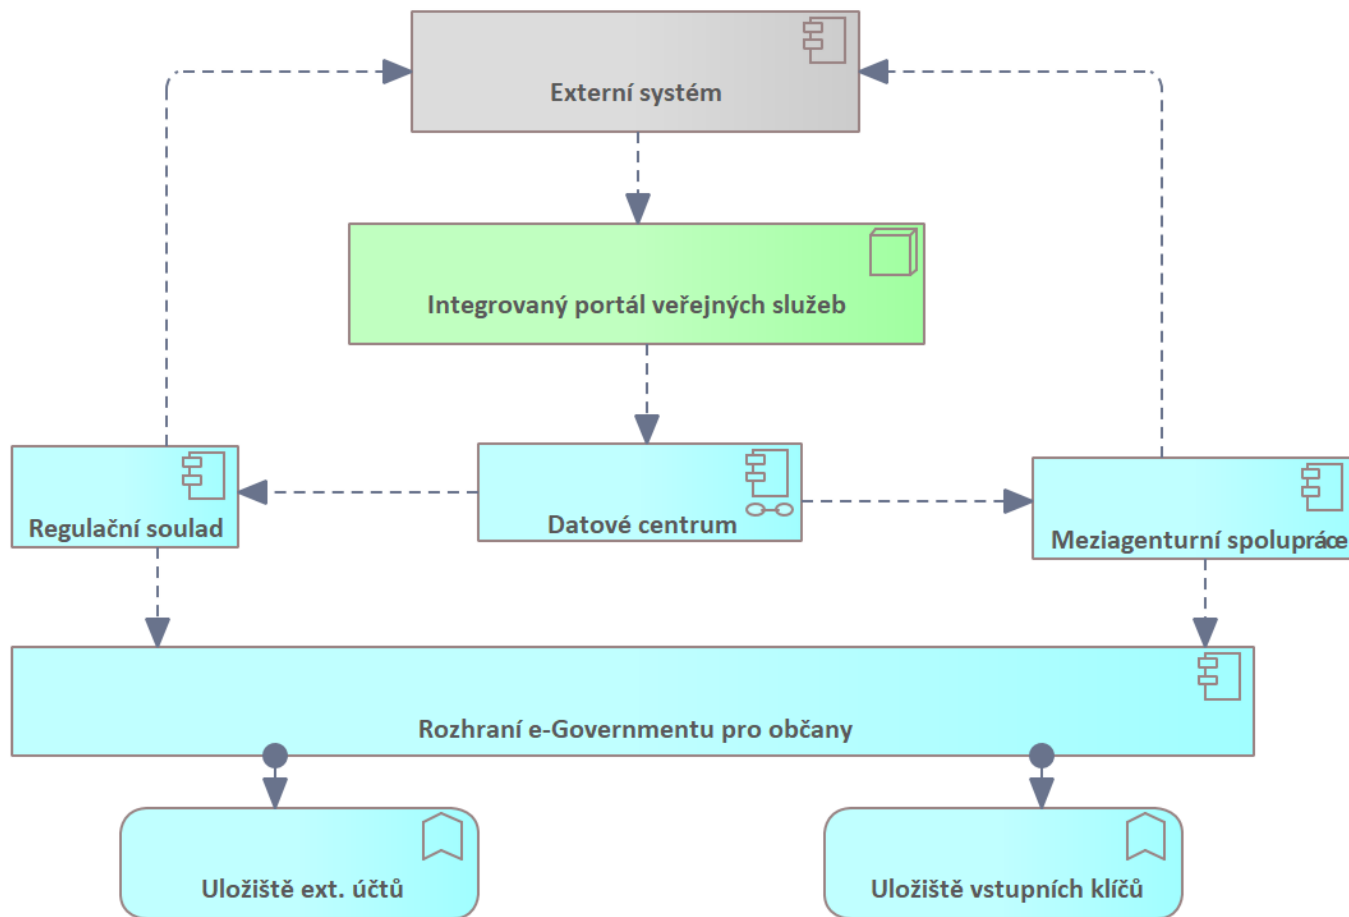 Externí systém
Integrovaný portál veřejných služeb
Regulační soulad
Datové centrum
Meziagenturní spolupráce
Rozhraní e-Governmentu pro občany
Uložiště ext. účtů
Uložiště vstupních klíčů